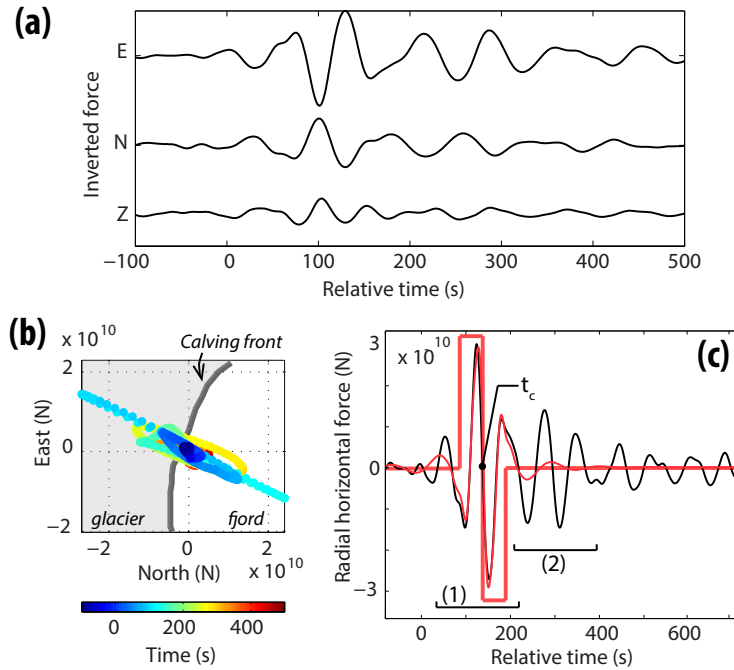 (a)
Inverted force
E
N
Z
−100 0 100 200 300 400 500
Relative time (s)
(b)
x 10^10
Calving front
2
0
−2
East (N)
glacier
fjord
−2 0 2
North (N)
x 10^10
0 200 400
Time (s)
(c)
3
x 10^10
t_c
0
−3
Radial horizontal force (N)
(2)
(1)
0 200 400 600
Relative time (s)